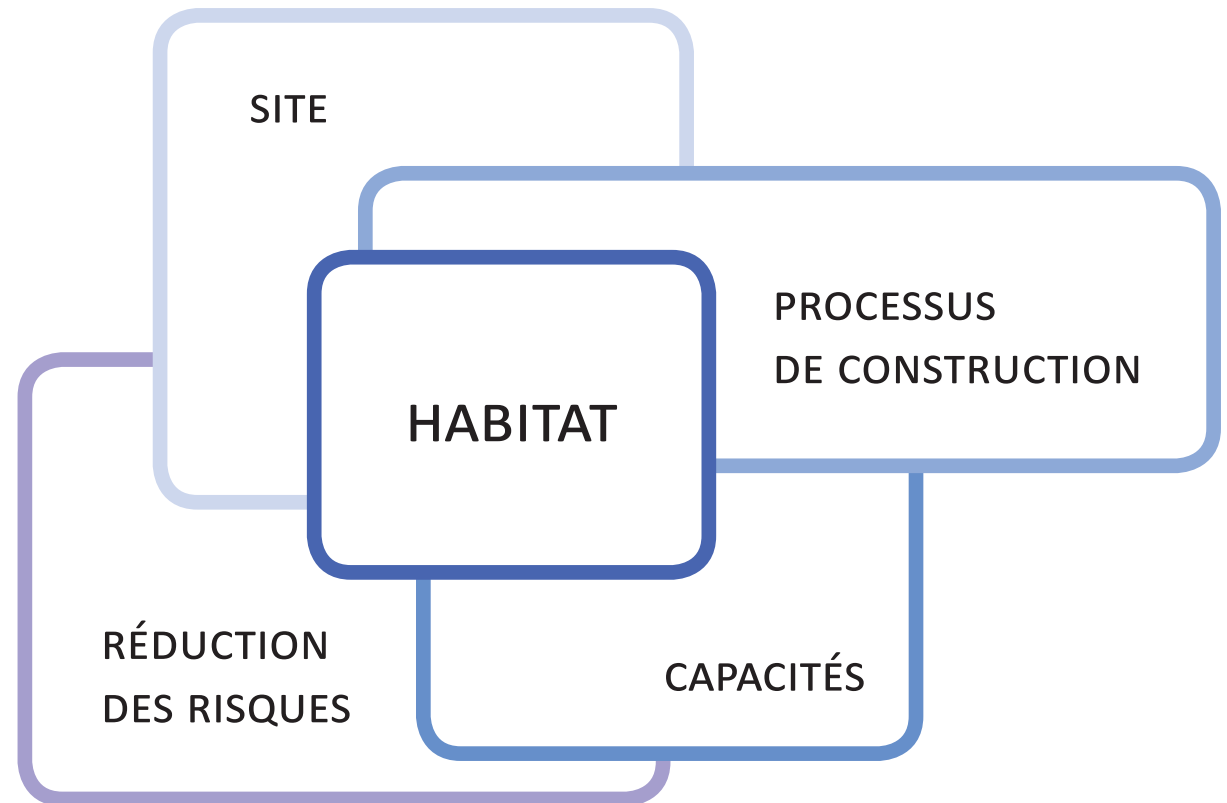 SITE
PROCESSUS
DE CONSTRUCTION
HABITAT
RÉDUCTION
DES RISQUES
CAPACITÉS